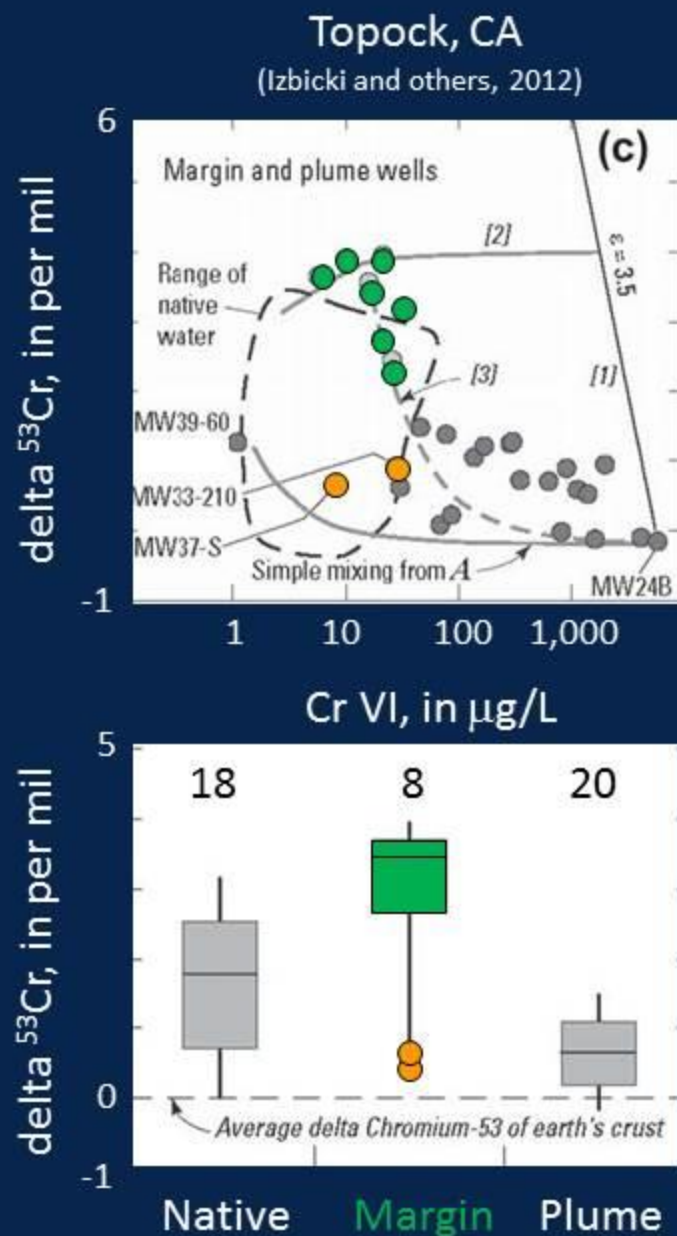 Topock, CA
(Izbicki and others, 2012)
6
(c)
Margin and plume wells
[2]
ε = 3.5
Range of
native
water
[3]
[1]
MW39-60
MW33-210
MW37-S
Simple mixing from A
MW24B
-1
delta ⁵³Cr, in per mil
1 10 100 1,000
Cr VI, in µg/L
5
18 8 20
delta ⁵³Cr, in per mil
0
Average delta Chromium-53 of earth's crust
-1
Native Margin Plume